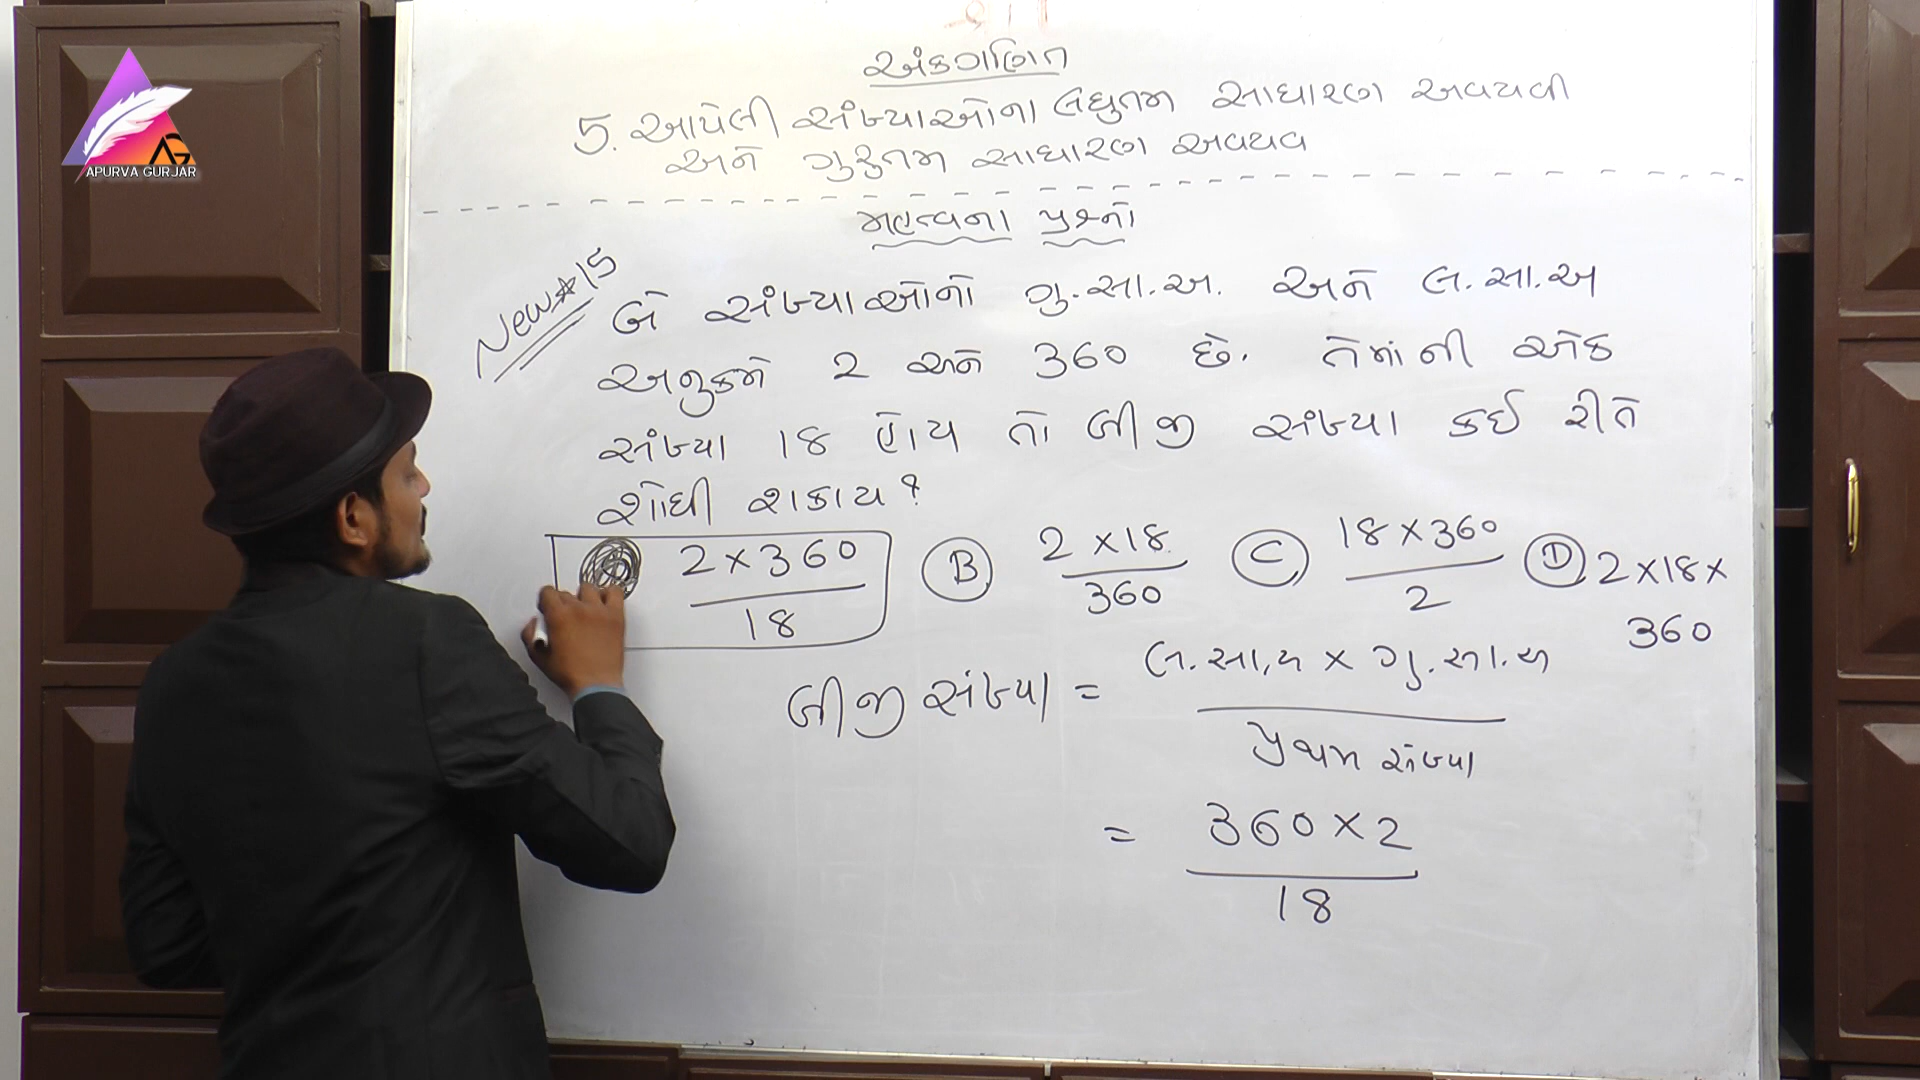 APURVA GURJAR
અંકગણિત
5. આપેલી સંખ્યાઓના લઘુતમ સાધારણ અવયવી
અને ગુરુતમ સાધારણ અવયવ
મહત્વના પ્રશ્નો
New ☆ 15
બે સંખ્યાઓનો ગુ.સા.અ. અને લ.સા.અ
અનુક્રમે 2 અને 360 છે. તેમાંની એક
સંખ્યા 18 હોય તો બીજી સંખ્યા કઈ રીતે
શોધી શકાય?
2 × 360 / 18
B 2 × 18 / 360
C 18 × 360 / 2
D 2 × 18 × 360
બીજી સંખ્યા = લ.સા.અ × ગુ.સા.અ / પ્રથમ સંખ્યા
= 360 × 2 / 18